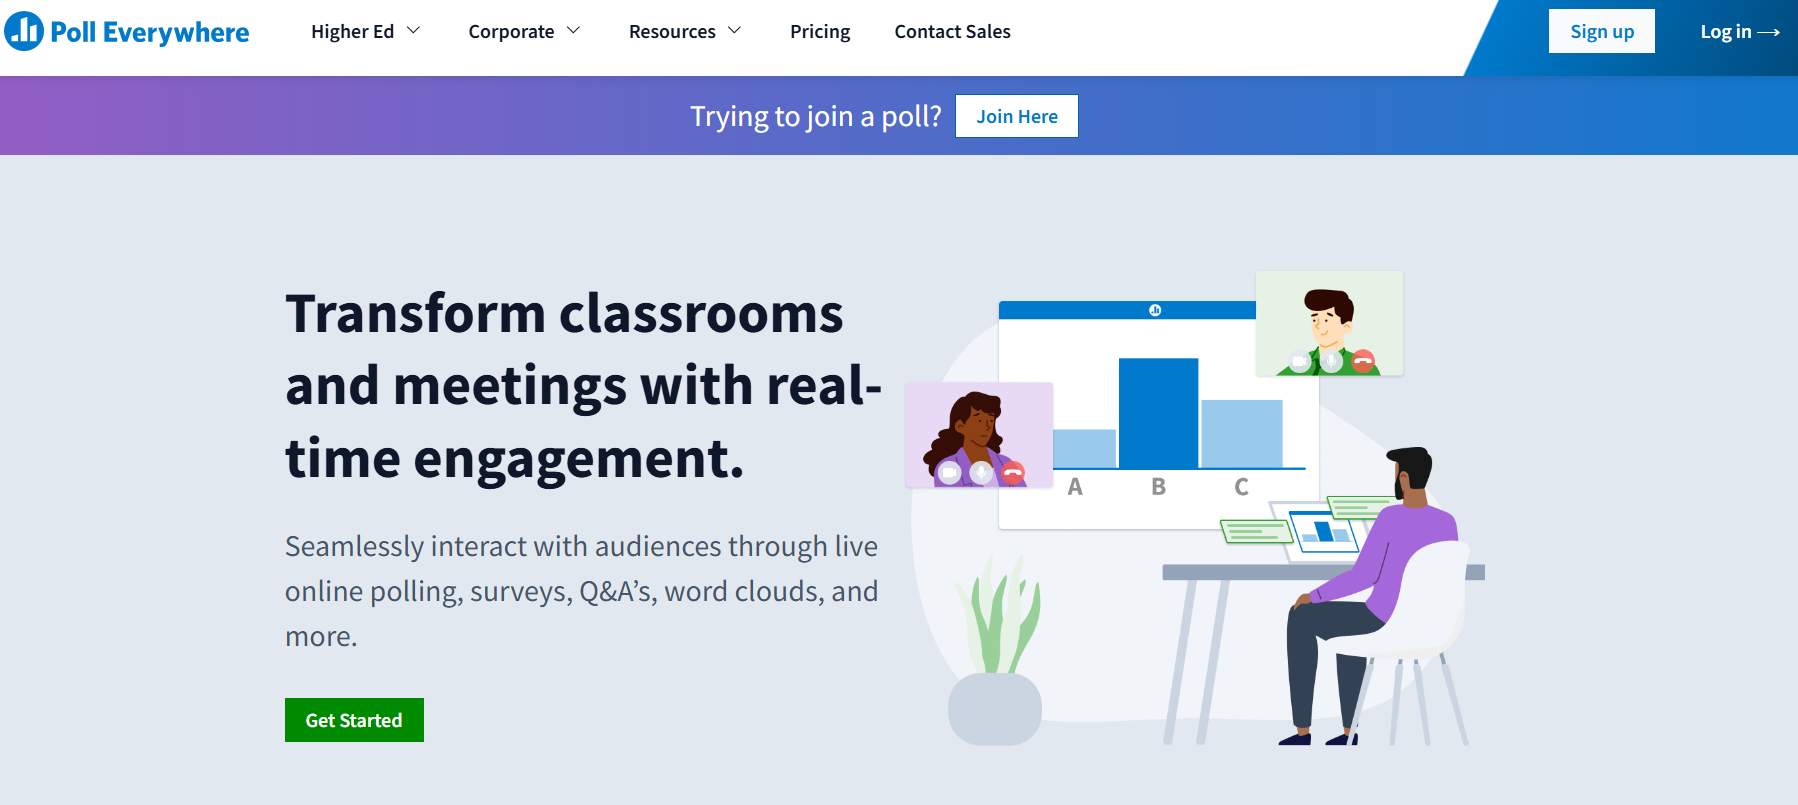 Poll Everywhere
Higher Ed
Corporate
Resources
Pricing
Contact Sales
Sign up
Log in →
Trying to join a poll?
Join Here
Transform classrooms
and meetings with real-
time engagement.
Seamlessly interact with audiences through live
online polling, surveys, Q&A’s, word clouds, and
more.
Get Started
A B C